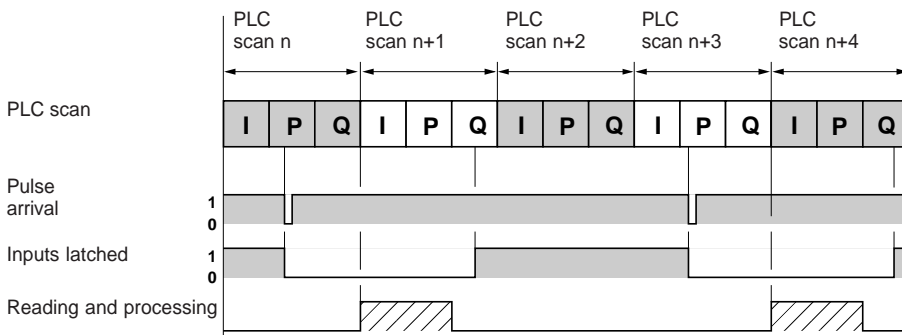 PLC scan n
PLC scan n+1
PLC scan n+2
PLC scan n+3
PLC scan n+4
PLC scan
I P Q I P Q I P Q I P Q I P Q
Pulse arrival
1
0
Inputs latched
1
0
Reading and processing